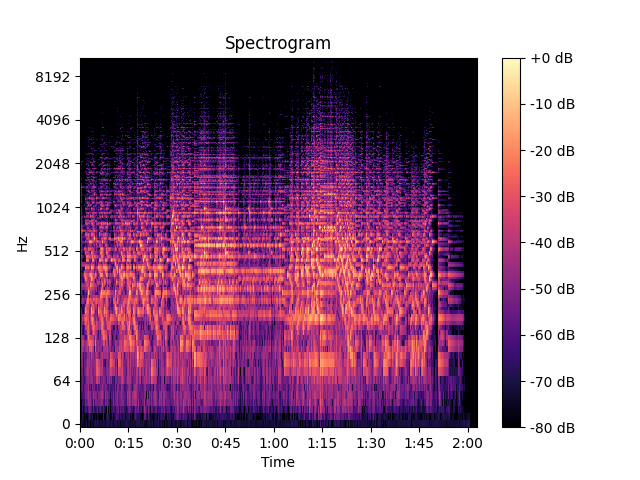 Spectrogram
8192
4096
2048
1024
512
256
128
64
0
Hz
0:00 0:15 0:30 0:45 1:00 1:15 1:30 1:45 2:00
Time
+0 dB
-10 dB
-20 dB
-30 dB
-40 dB
-50 dB
-60 dB
-70 dB
-80 dB